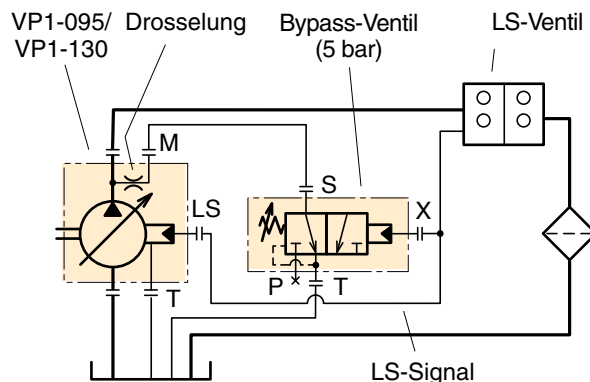 VP1-095/
VP1-130
Drosselung
Bypass-Ventil
(5 bar)
LS-Ventil
M
S
LS
X
P
T
T
LS-Signal